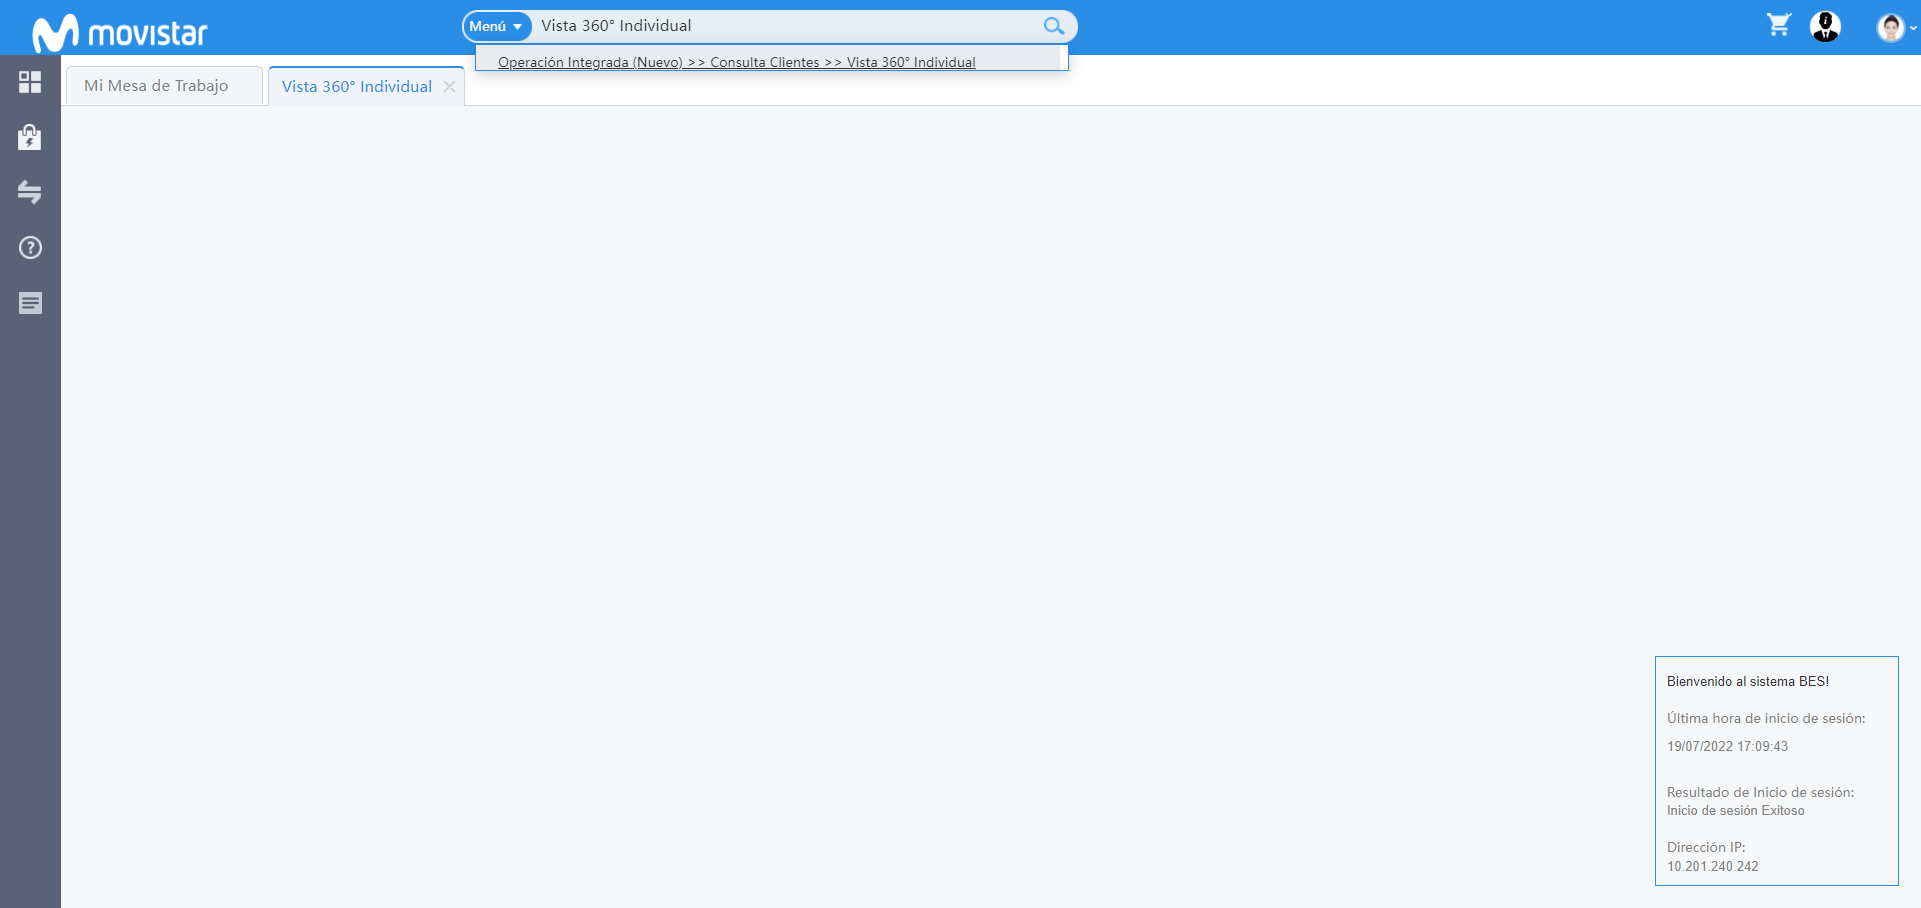 movistar
Menú
Vista 360° Individual
Operación Integrada (Nuevo) >> Consulta Clientes >> Vista 360° Individual
Mi Mesa de Trabajo
Vista 360° Individual
Bienvenido al sistema BES!
Última hora de inicio de sesión:
19/07/2022 17:09:43
Resultado de Inicio de sesión:
Inicio de sesión Exitoso
Dirección IP:
10.201.240.242